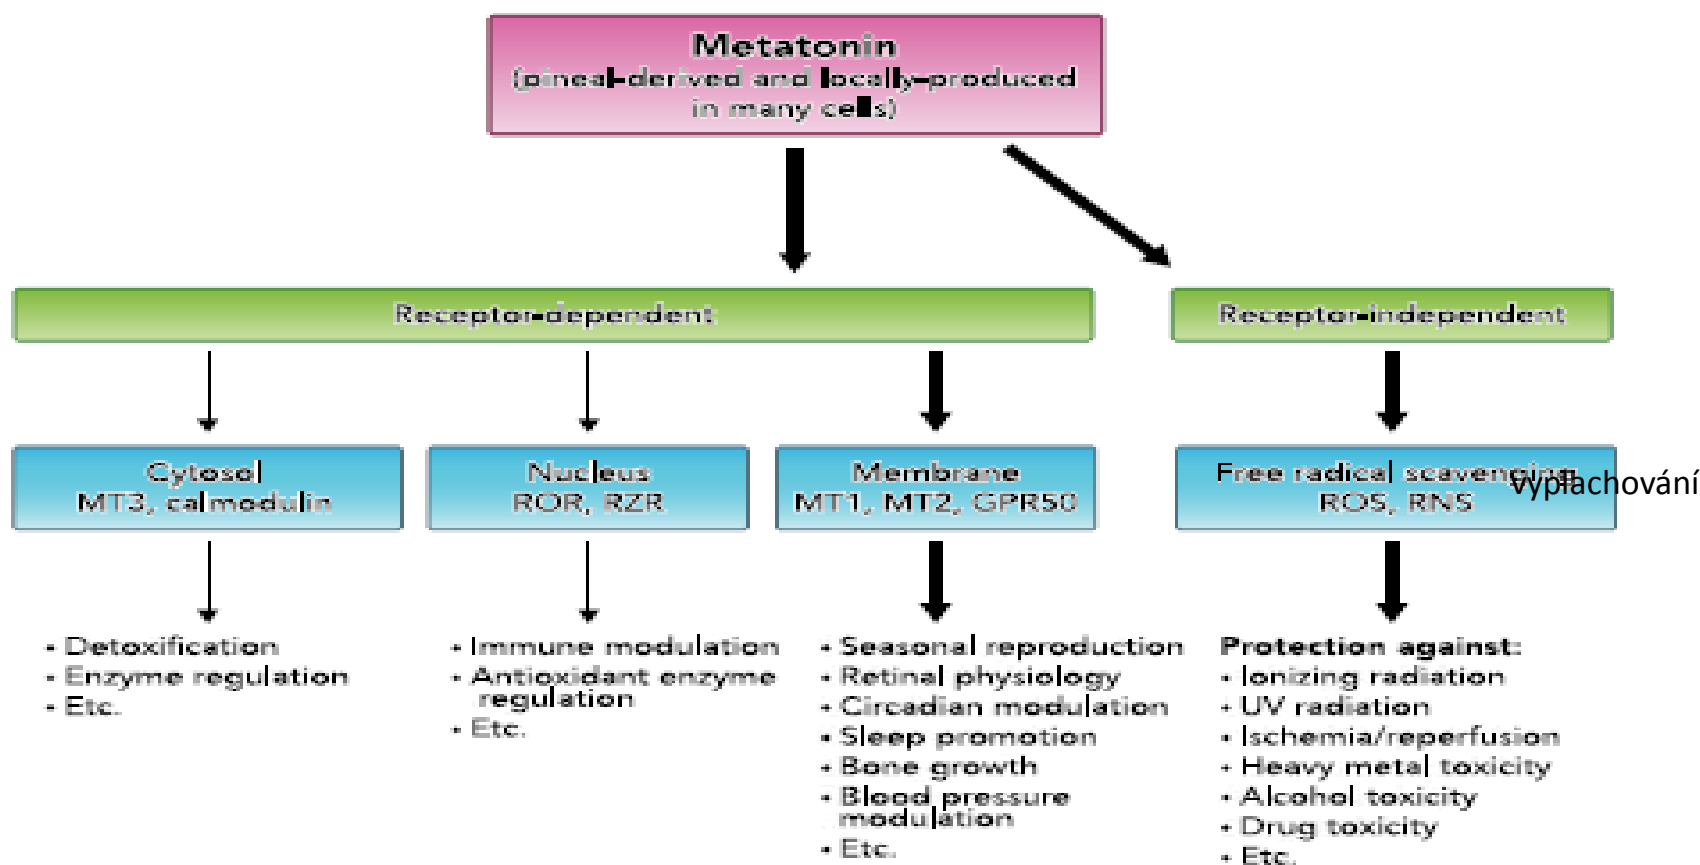 Metatonin
(pineal-derived and locally-produced
in many cells)
Receptor-dependent
Receptor-independent
Cytosol
MT3, calmodulin
Nucleus
ROR, RZR
Membrane
MT1, MT2, GPR50
Free radical scavenging
ROS, RNS
vyplachování
• Detoxification
• Enzyme regulation
• Etc.
• Immune modulation
• Antioxidant enzyme
regulation
• Etc.
• Seasonal reproduction
• Retinal physiology
• Circadian modulation
• Sleep promotion
• Bone growth
• Blood pressure
modulation
• Etc.
Protection against:
• Ionizing radiation
• UV radiation
• Ischemia/reperfusion
• Heavy metal toxicity
• Alcohol toxicity
• Drug toxicity
• Etc.